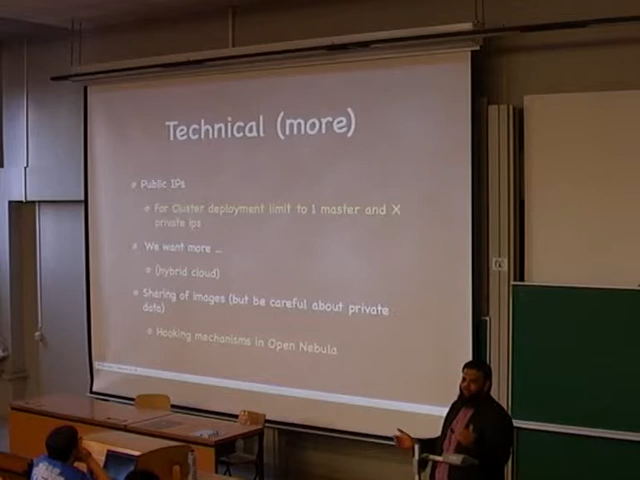 Technical (more)
Public IPs
For Cluster deployment limit to 1 master and X
private ips
We want more ...
(hybrid cloud)
Sharing of images (but be careful about private
data)
Hooking mechanisms in Open Nebula